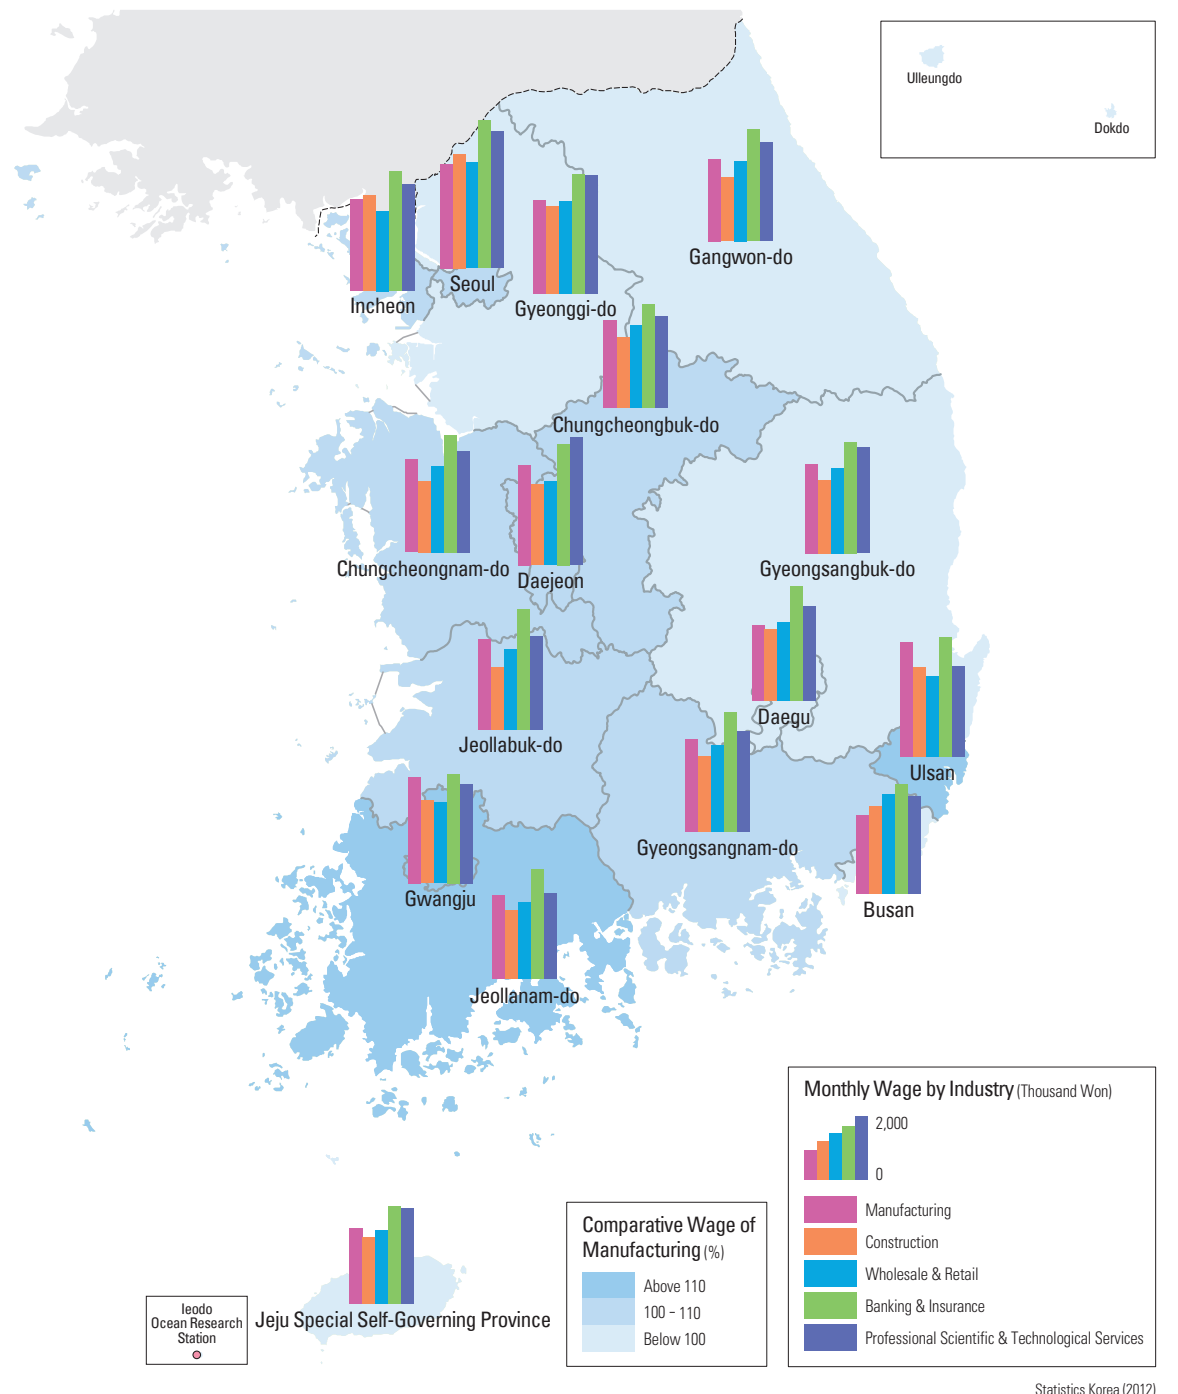 Ulleungdo
Dokdo
Gangwon-do
Seoul
Incheon
Gyeonggi-do
Chungcheongbuk-do
Chungcheongnam-do
Daejeon
Gyeongsangbuk-do
Daegu
Jeollabuk-do
Ulsan
Gyeongsangnam-do
Gwangju
Busan
Jeollanam-do
Jeju Special Self-Governing Province
Ieodo
Ocean Research
Station
Comparative Wage of
Manufacturing (%)
Above 110
100 – 110
Below 100
Monthly Wage by Industry (Thousand Won)
2,000
0
Manufacturing
Construction
Wholesale & Retail
Banking & Insurance
Professional Scientific & Technological Services
Statistics Korea (2012)